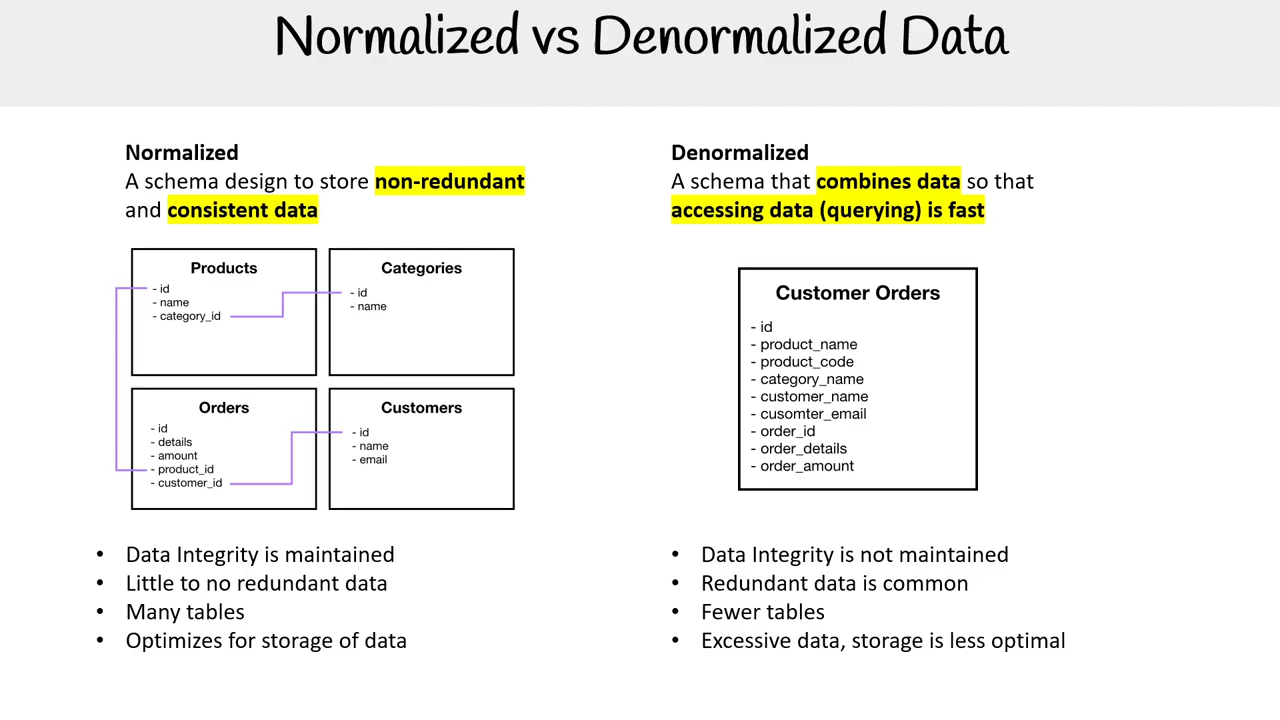 Normalized vs Denormalized Data
Normalized
A schema design to store non-redundant
and consistent data
Products
- id
- name
- category_id
Categories
- id
- name
Orders
- id
- details
- amount
- product_id
- customer_id
Customers
- id
- name
- email
• Data Integrity is maintained
• Little to no redundant data
• Many tables
• Optimizes for storage of data
Denormalized
A schema that combines data so that
accessing data (querying) is fast
Customer Orders
- id
- product_name
- product_code
- category_name
- customer_name
- cusomter_email
- order_id
- order_details
- order_amount
• Data Integrity is not maintained
• Redundant data is common
• Fewer tables
• Excessive data, storage is less optimal